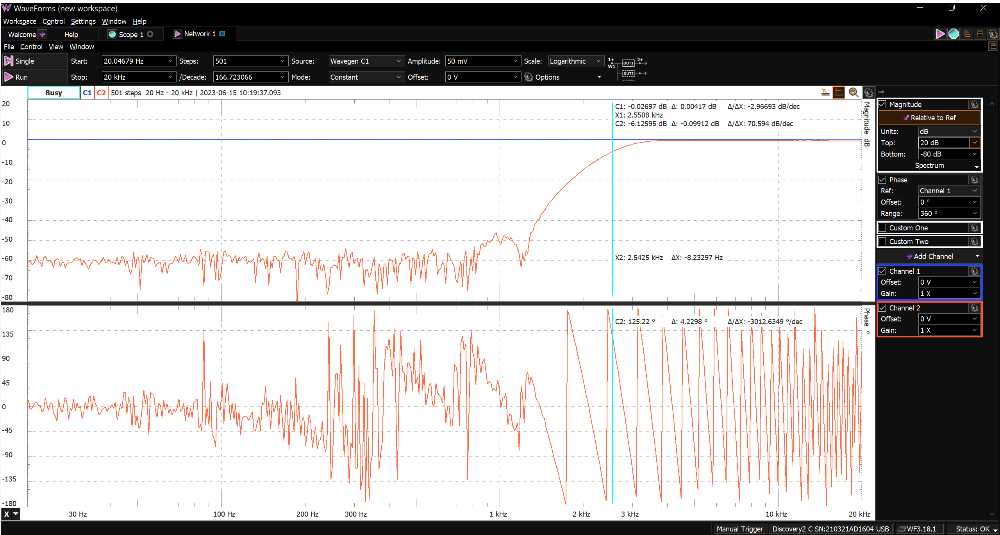 WaveForms (new workspace)
Workspace Control Settings Window Help
Welcome Help Scope 1 Network 1
File Control View Window
Single Start: 20.04679 Hz Steps: 501 Source: Wavegen C1 Amplitude: 50 mV Scale: Logarithmic
1+ 2+
W1 DUT1
DUT2
Run Stop: 20 kHz /Decade: 166.723066 Mode: Constant Offset: 0 V Options
Busy C1 C2 501 steps 20 Hz - 20 kHz | 2023-06-15 10:19:37.093
C1: -0.02697 dB Δ: 0.00417 dB Δ/ΔX: -2.96693 dB/dec
X1: 2.5508 kHz
C2: -6.12595 dB Δ: -0.09912 dB Δ/ΔX: 70.594 dB/dec
X2: 2.5425 kHz ΔX: -8.23297 Hz
20
10
0
-10
-20
-30
-40
-50
-60
-70
-80
Magnitude dB
C2: 125.22 º Δ: 4.2298 º Δ/ΔX: -3012.6349 º/dec
180
135
90
45
0
-45
-90
-135
-180
Phase º
X 30 Hz 100 Hz 200 Hz 300 Hz 1 kHz 2 kHz 3 kHz 10 kHz 20 kHz
Magnitude
Relative to Ref
Units: dB
Top: 20 dB
Bottom: -80 dB
Spectrum
Phase
Ref: Channel 1
Offset: 0 º
Range: 360 º
Custom One
Custom Two
Add Channel
Channel 1
Offset: 0 V
Gain: 1 X
Channel 2
Offset: 0 V
Gain: 1 X
Manual Trigger Discovery2 C SN:210321AD1604 USB WF3.18.1 Status: OK